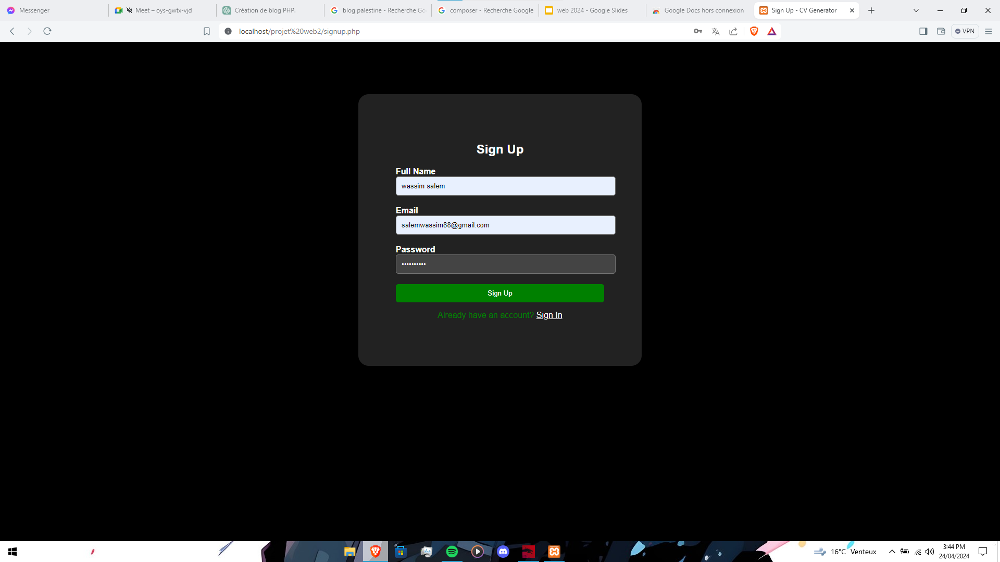 Messenger
Meet – oys-gwtx-vjd
Création de blog PHP.
blog palestine - Recherche Go
composer - Recherche Google
web 2024 - Google Slides
Google Docs hors connexion
Sign Up - CV Generator
localhost/projet%20web2/signup.php
VPN
Sign Up
Full Name
wassim salem
Email
salemwassim88@gmail.com
Password
••••••••••
Sign Up
Already have an account? Sign In
16°C Venteux
3:44 PM
24/04/2024